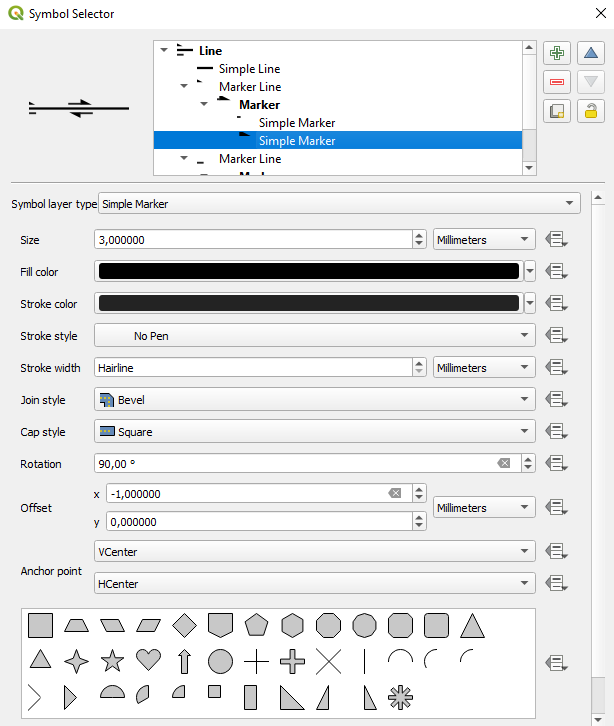 Symbol Selector
Line
Simple Line
Marker Line
Marker
Simple Marker
Simple Marker
Marker Line
Symbol layer type Simple Marker
Size 3,000000 Millimeters
Fill color
Stroke color
Stroke style No Pen
Stroke width Hairline Millimeters
Join style Bevel
Cap style Square
Rotation 90,00 °
x -1,000000
Offset Millimeters
y 0,000000
VCenter
Anchor point
HCenter